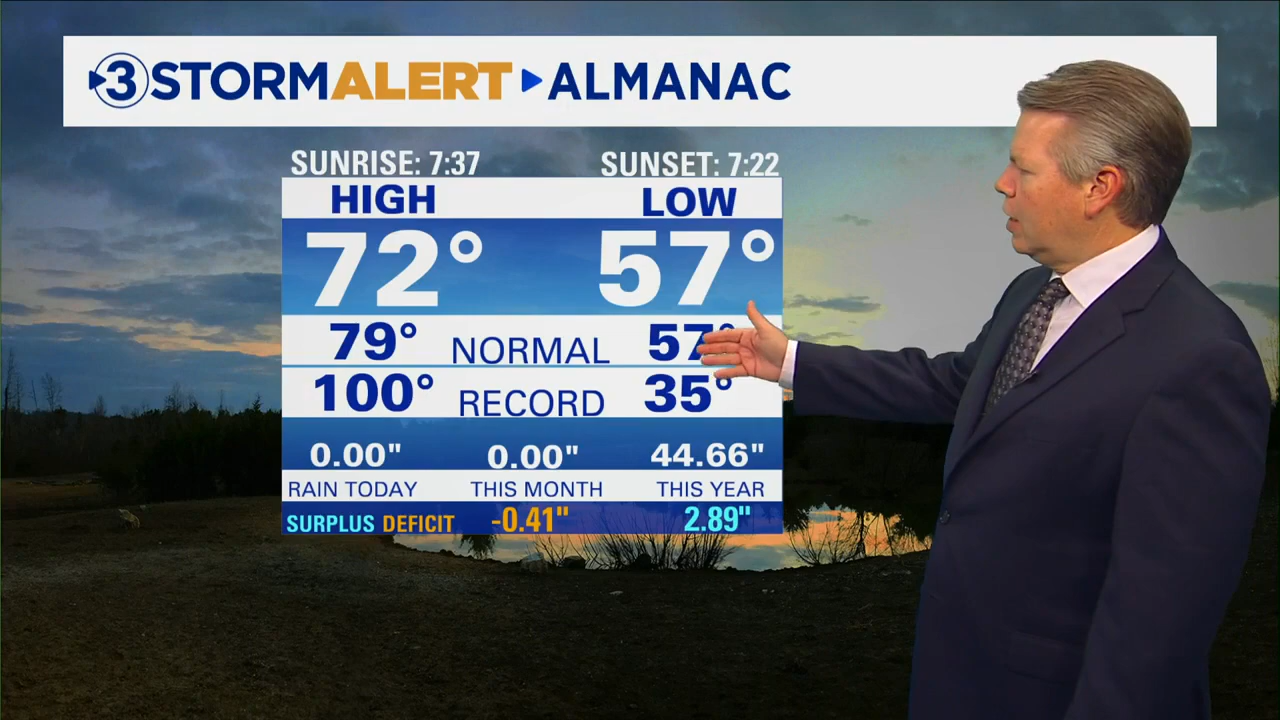 3 STORM ALERT ALMANAC
SUNRISE: 7:37 SUNSET: 7:22
HIGH LOW
72° 57°
79° NORMAL 57°
100° RECORD 35°
0.00" 0.00" 44.66"
RAIN TODAY THIS MONTH THIS YEAR
SURPLUS DEFICIT -0.41" 2.89"